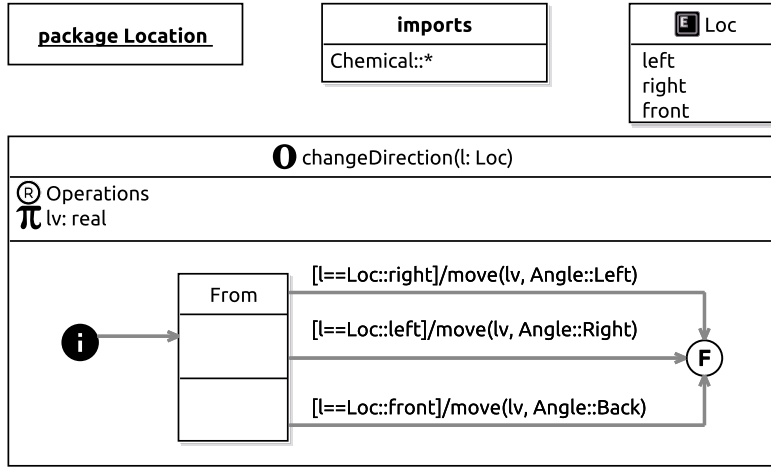 package Location
imports
Chemical::*
E Loc
left
right
front
O changeDirection(l: Loc)
R Operations
π lv: real
[l==Loc::right]/move(lv, Angle::Left)
From
[l==Loc::left]/move(lv, Angle::Right)
i
F
[l==Loc::front]/move(lv, Angle::Back)